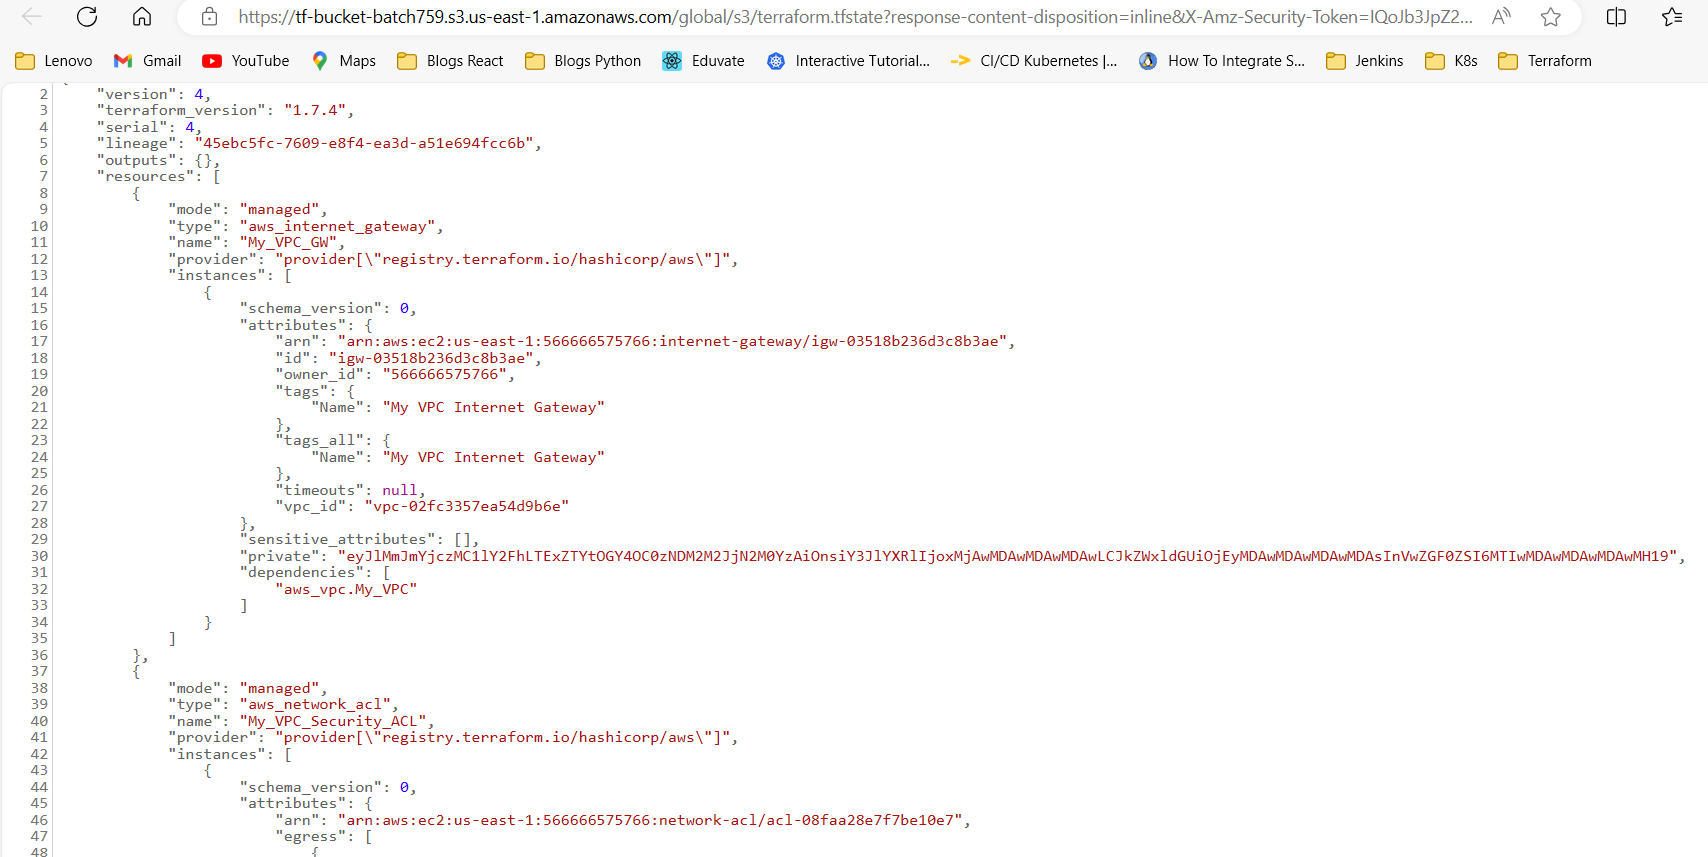 https://tf-bucket-batch759.s3.us-east-1.amazonaws.com/global/s3/terraform.tfstate?response-content-disposition=inline&X-Amz-Security-Token=IQoJb3JpZ2...
Lenovo Gmail YouTube Maps Blogs React Blogs Python Eduvate Interactive Tutorial... CI/CD Kubernetes |... How To Integrate S... Jenkins K8s Terraform
2 "version": 4,
3 "terraform_version": "1.7.4",
4 "serial": 4,
5 "lineage": "45ebc5fc-7609-e8f4-ea3d-a51e694fcc6b",
6 "outputs": {},
7 "resources": [
8 {
9 "mode": "managed",
10 "type": "aws_internet_gateway",
11 "name": "My_VPC_GW",
12 "provider": "provider[\"registry.terraform.io/hashicorp/aws\"]",
13 "instances": [
14 {
15 "schema_version": 0,
16 "attributes": {
17 "arn": "arn:aws:ec2:us-east-1:566666575766:internet-gateway/igw-03518b236d3c8b3ae",
18 "id": "igw-03518b236d3c8b3ae",
19 "owner_id": "566666575766",
20 "tags": {
21 "Name": "My VPC Internet Gateway"
22 },
23 "tags_all": {
24 "Name": "My VPC Internet Gateway"
25 },
26 "timeouts": null,
27 "vpc_id": "vpc-02fc3357ea54d9b6e"
28 },
29 "sensitive_attributes": [],
30 "private": "eyJlMmJmYjczMC1lY2FhLTExZTYtOGY4OC0zNDM2M2JjN2M0YzAiOnsiY3JlYXRlIjoxMjAwMDAwMDAwMDAwLCJkZWxldGUiOjEyMDAwMDAwMDAwMDAsInVwZGF0ZSI6MTIwMDAwMDAwMDAwMH19",
31 "dependencies": [
32 "aws_vpc.My_VPC"
33 ]
34 }
35 ]
36 },
37 {
38 "mode": "managed",
39 "type": "aws_network_acl",
40 "name": "My_VPC_Security_ACL",
41 "provider": "provider[\"registry.terraform.io/hashicorp/aws\"]",
42 "instances": [
43 {
44 "schema_version": 0,
45 "attributes": {
46 "arn": "arn:aws:ec2:us-east-1:566666575766:network-acl/acl-08faa28e7f7be10e7",
47 "egress": [
48 {